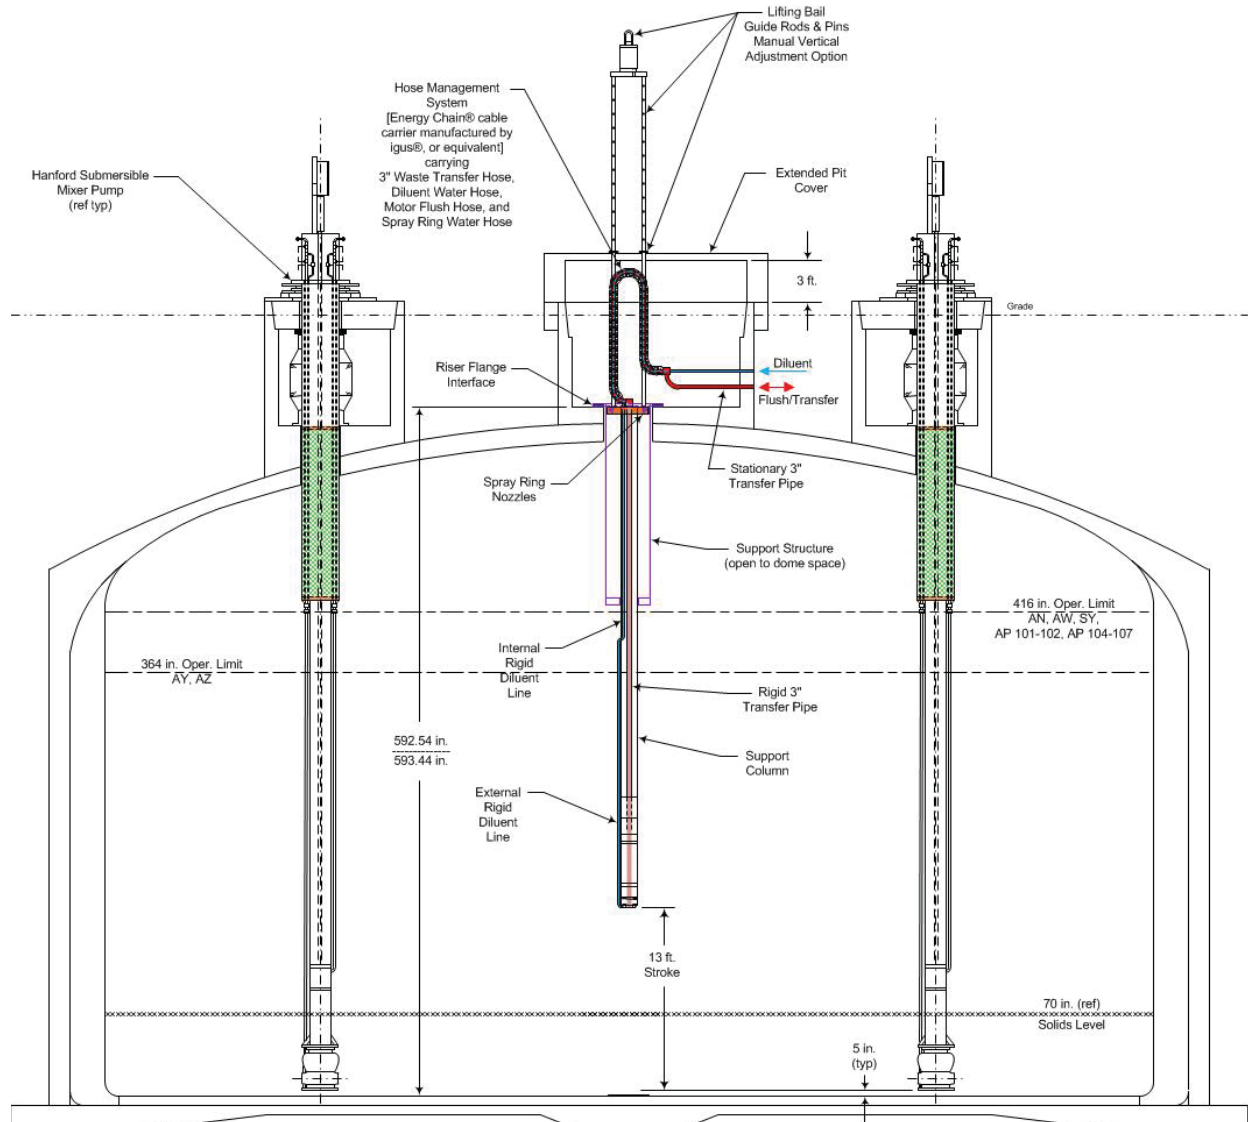 Lifting Bail
Guide Rods & Pins
Manual Vertical
Adjustment Option
Hose Management
System
[Energy Chain® cable
carrier manufactured by
igus®, or equivalent]
carrying
3" Waste Transfer Hose,
Diluent Water Hose,
Motor Flush Hose, and
Spray Ring Water Hose
Hanford Submersible
Mixer Pump
(ref typ)
Extended Pit
Cover
3 ft.
Grade
Riser Flange
Interface
Diluent
Flush/Transfer
Spray Ring
Nozzles
Stationary 3"
Transfer Pipe
Support Structure
(open to dome space)
416 in. Oper. Limit
AN, AW, SY,
AP 101-102, AP 104-107
364 in. Oper. Limit
AY, AZ
Internal
Rigid
Diluent
Line
Rigid 3"
Transfer Pipe
592.54 in.
593.44 in.
Support
Column
External
Rigid
Diluent
Line
13 ft.
Stroke
70 in. (ref)
Solids Level
5 in.
(typ)